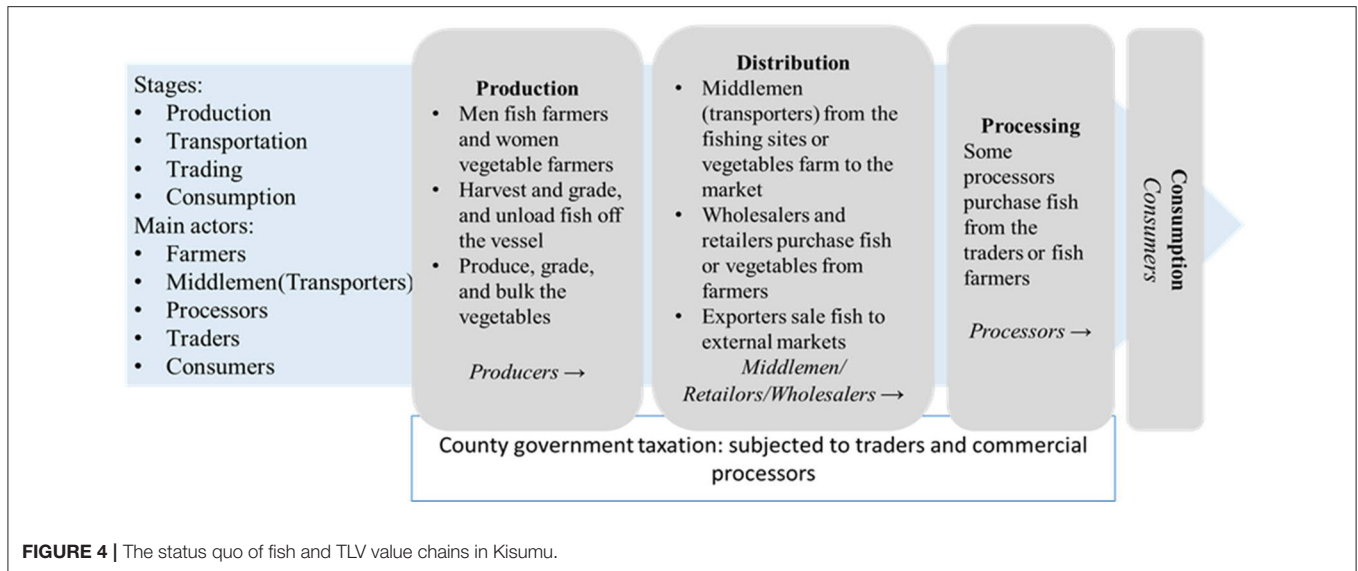 Stages:
• Production
• Transportation
• Trading
• Consumption
Main actors:
• Farmers
• Middlemen(Transporters)
• Processors
• Traders
• Consumers
Production
• Men fish farmers
and women
vegetable farmers
• Harvest and grade,
and unload fish off
the vessel
• Produce, grade,
and bulk the
vegetables
Producers →
Distribution
• Middlemen
(transporters) from the
fishing sites or
vegetables farm to the
market
• Wholesalers and
retailers purchase fish
or vegetables from
farmers
• Exporters sale fish to
external markets
Middlemen/
Retailors/Wholesalers →
Processing
Some
processors
purchase fish
from the
traders or fish
farmers
Processors →
Consumption
Consumers
County government taxation: subjected to traders and commercial
processors
FIGURE 4 | The status quo of fish and TLV value chains in Kisumu.